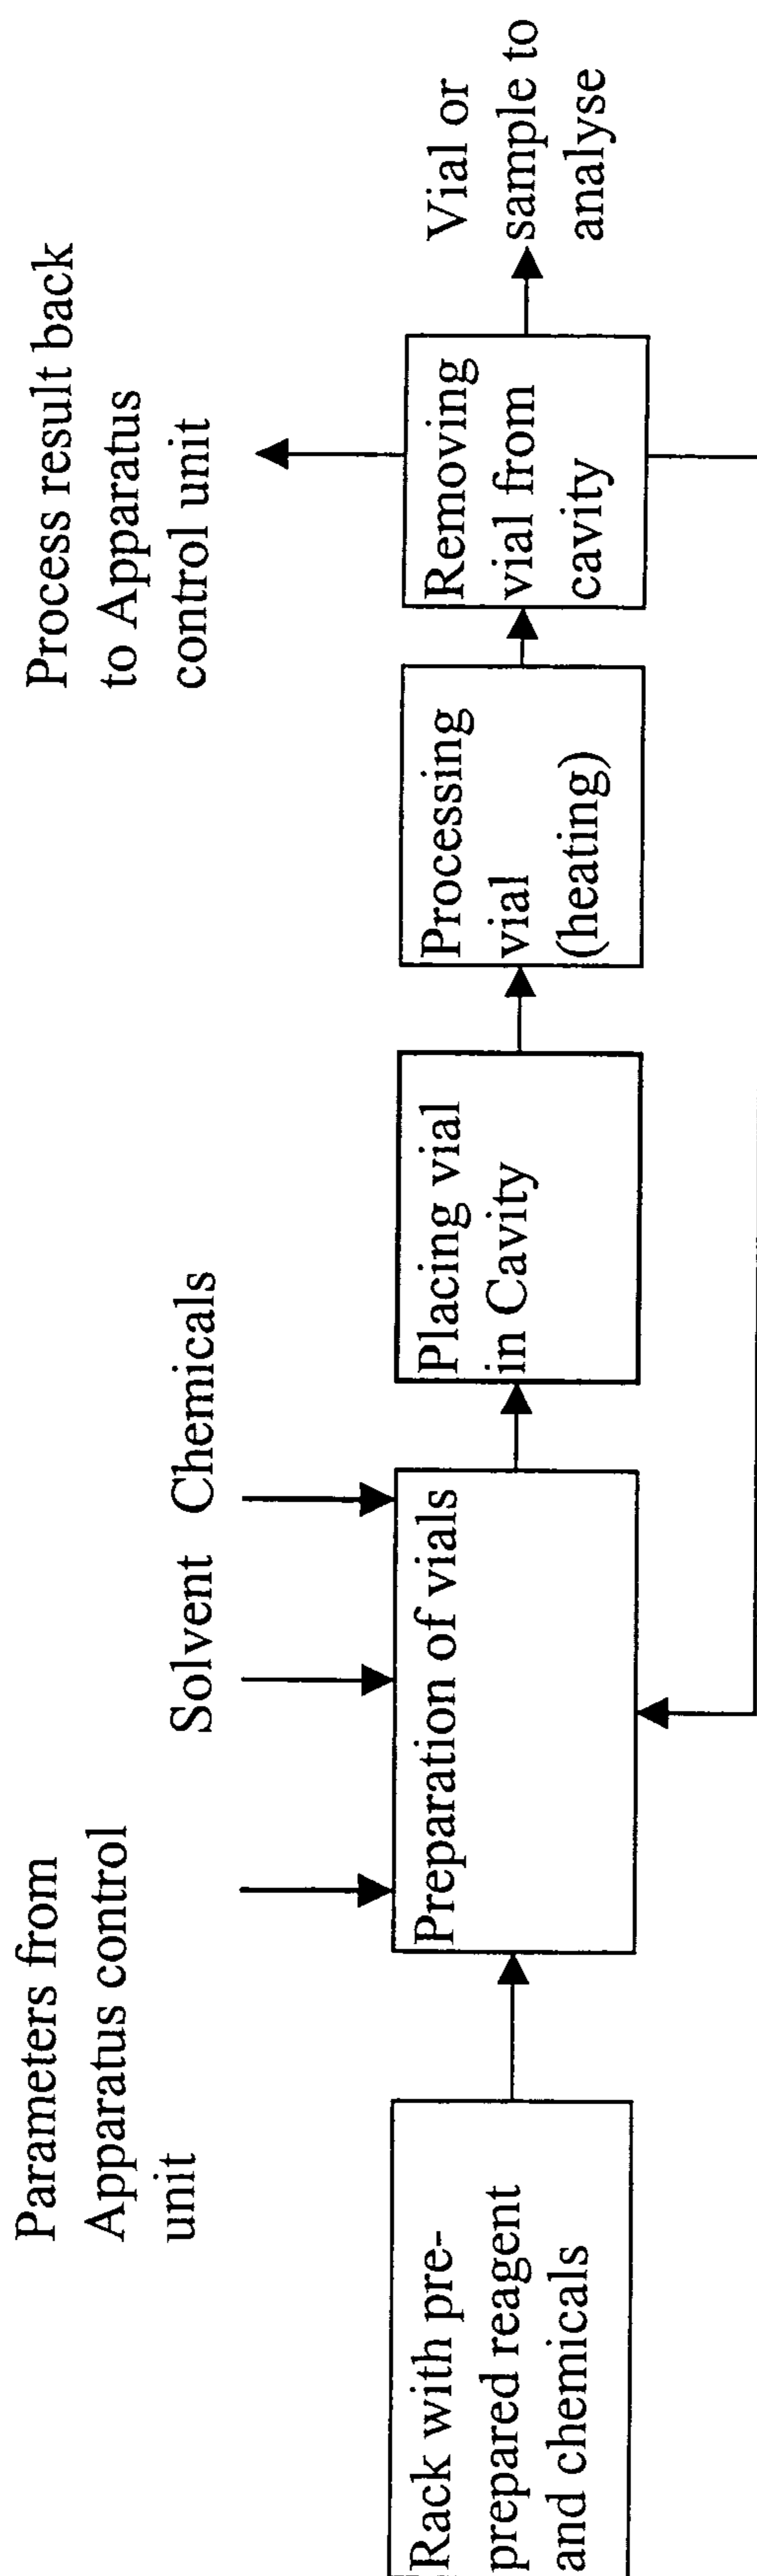 Parameters from
Apparatus control
unit
Solvent
Chemicals
Process result back
to Apparatus
control unit
Rack with pre-
prepared reagent
and chemicals
Preparation of vials
Placing vial
in Cavity
Processing
vial
(heating)
Removing
vial from
cavity
Vial or
sample to
analyse